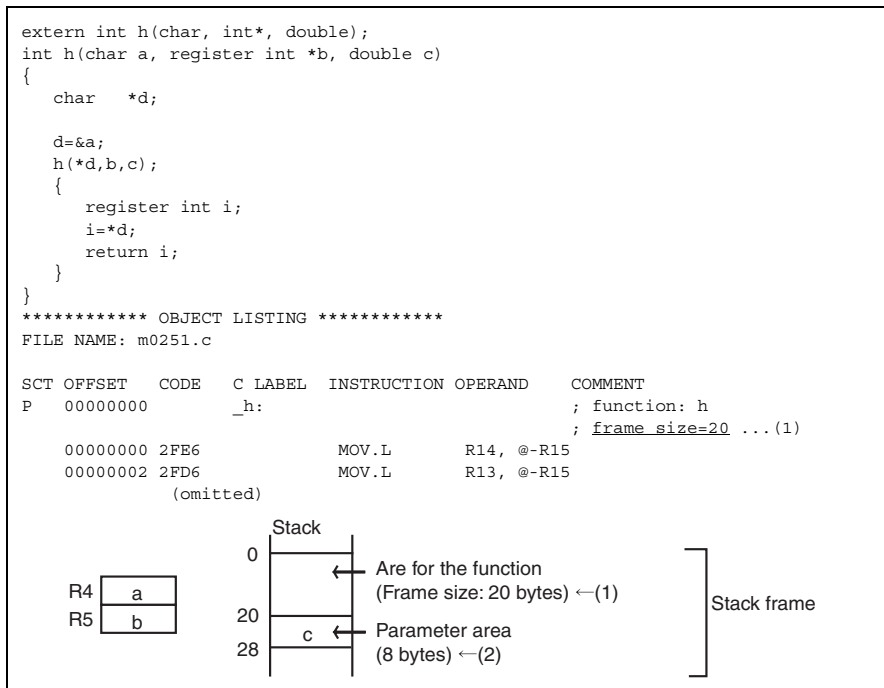 extern int h(char, int*, double);
int h(char a, register int *b, double c)
{
   char    *d;

   d=&a;
   h(*d,b,c);
   {
      register int i;
      i=*d;
      return i;
   }
}
************ OBJECT LISTING ************
FILE NAME: m0251.c

SCT OFFSET   CODE   C LABEL  INSTRUCTION OPERAND    COMMENT
P   00000000        _h:                             ; function: h
                                                    ; frame size=20 ...(1)
    00000000 2FE6            MOV.L       R14, @-R15
    00000002 2FD6            MOV.L       R13, @-R15
             (omitted)
Stack
0
Are for the function
(Frame size: 20 bytes) ←(1)
R4 a
R5 b
Stack frame
20
c
Parameter area
28
(8 bytes) ←(2)